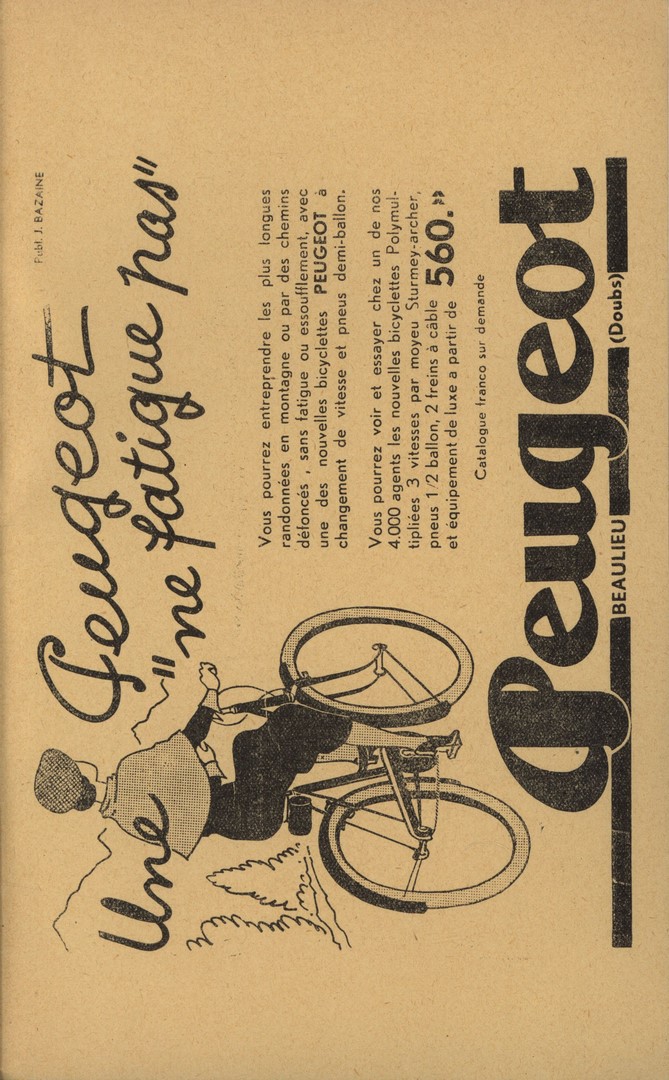 Publ. J. BAZAINE
Une Peugeot
"ne fatigue pas"
Vous pourrez entreprendre les plus longues
randonnées en montagne ou par des chemins
défoncés, sans fatigue ou essoufflement, avec
une des nouvelles bicyclettes PEUGEOT à
changement de vitesse et pneus demi-ballon.
Vous pourrez voir et essayer chez un de nos
4.000 agents les nouvelles bicyclettes Polymul-
tipliées 3 vitesses par moyeu Sturmey-archer,
pneus 1/2 ballon, 2 freins à câble
et équipement de luxe a partir de 560.»
Catalogue franco sur demande
Peugeot
BEAULIEU (Doubs)